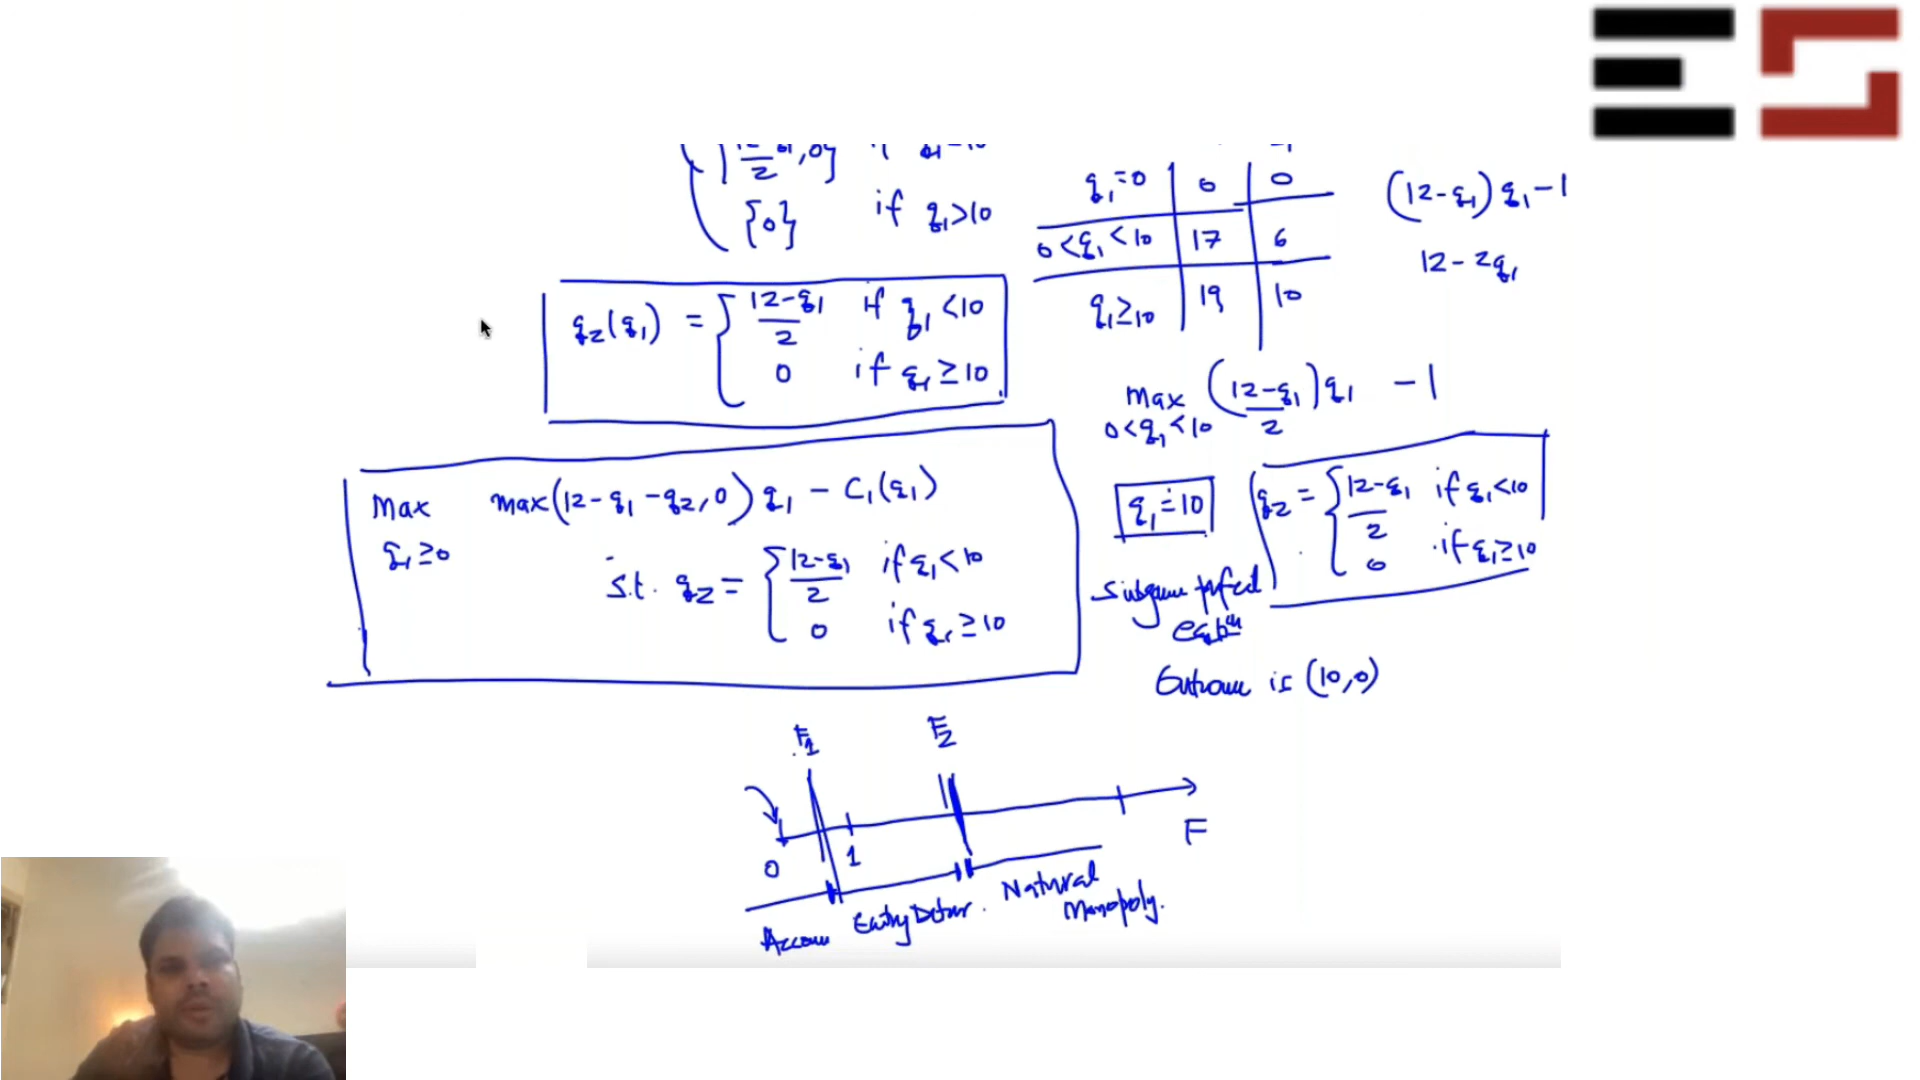 {0} if q₁>10
q₂(q₁) = { (12-q₁)/2 if q₁<10
0 if q₁≥10
Max q₁≥0 max(12-q₁-q₂,0) q₁ - C₁(q₁)
s.t. q₂ = { (12-q₁)/2 if q₁<10
0 if q₁≥10
q₁=0 0 0
0<q₁<10 17 6
q₁≥10 19 10
(12-q₁)q₁-1
12-2q₁
max 0<q₁<10 ((12-q₁)/2)q₁ -1
q₁=10
q₂ = { (12-q₁)/2 if q₁<10
0 if q₁≥10
Outcome is (10,0)
F₁ F₂
0 1 F
Accom Entry Deter. Natural Monopoly.
ES